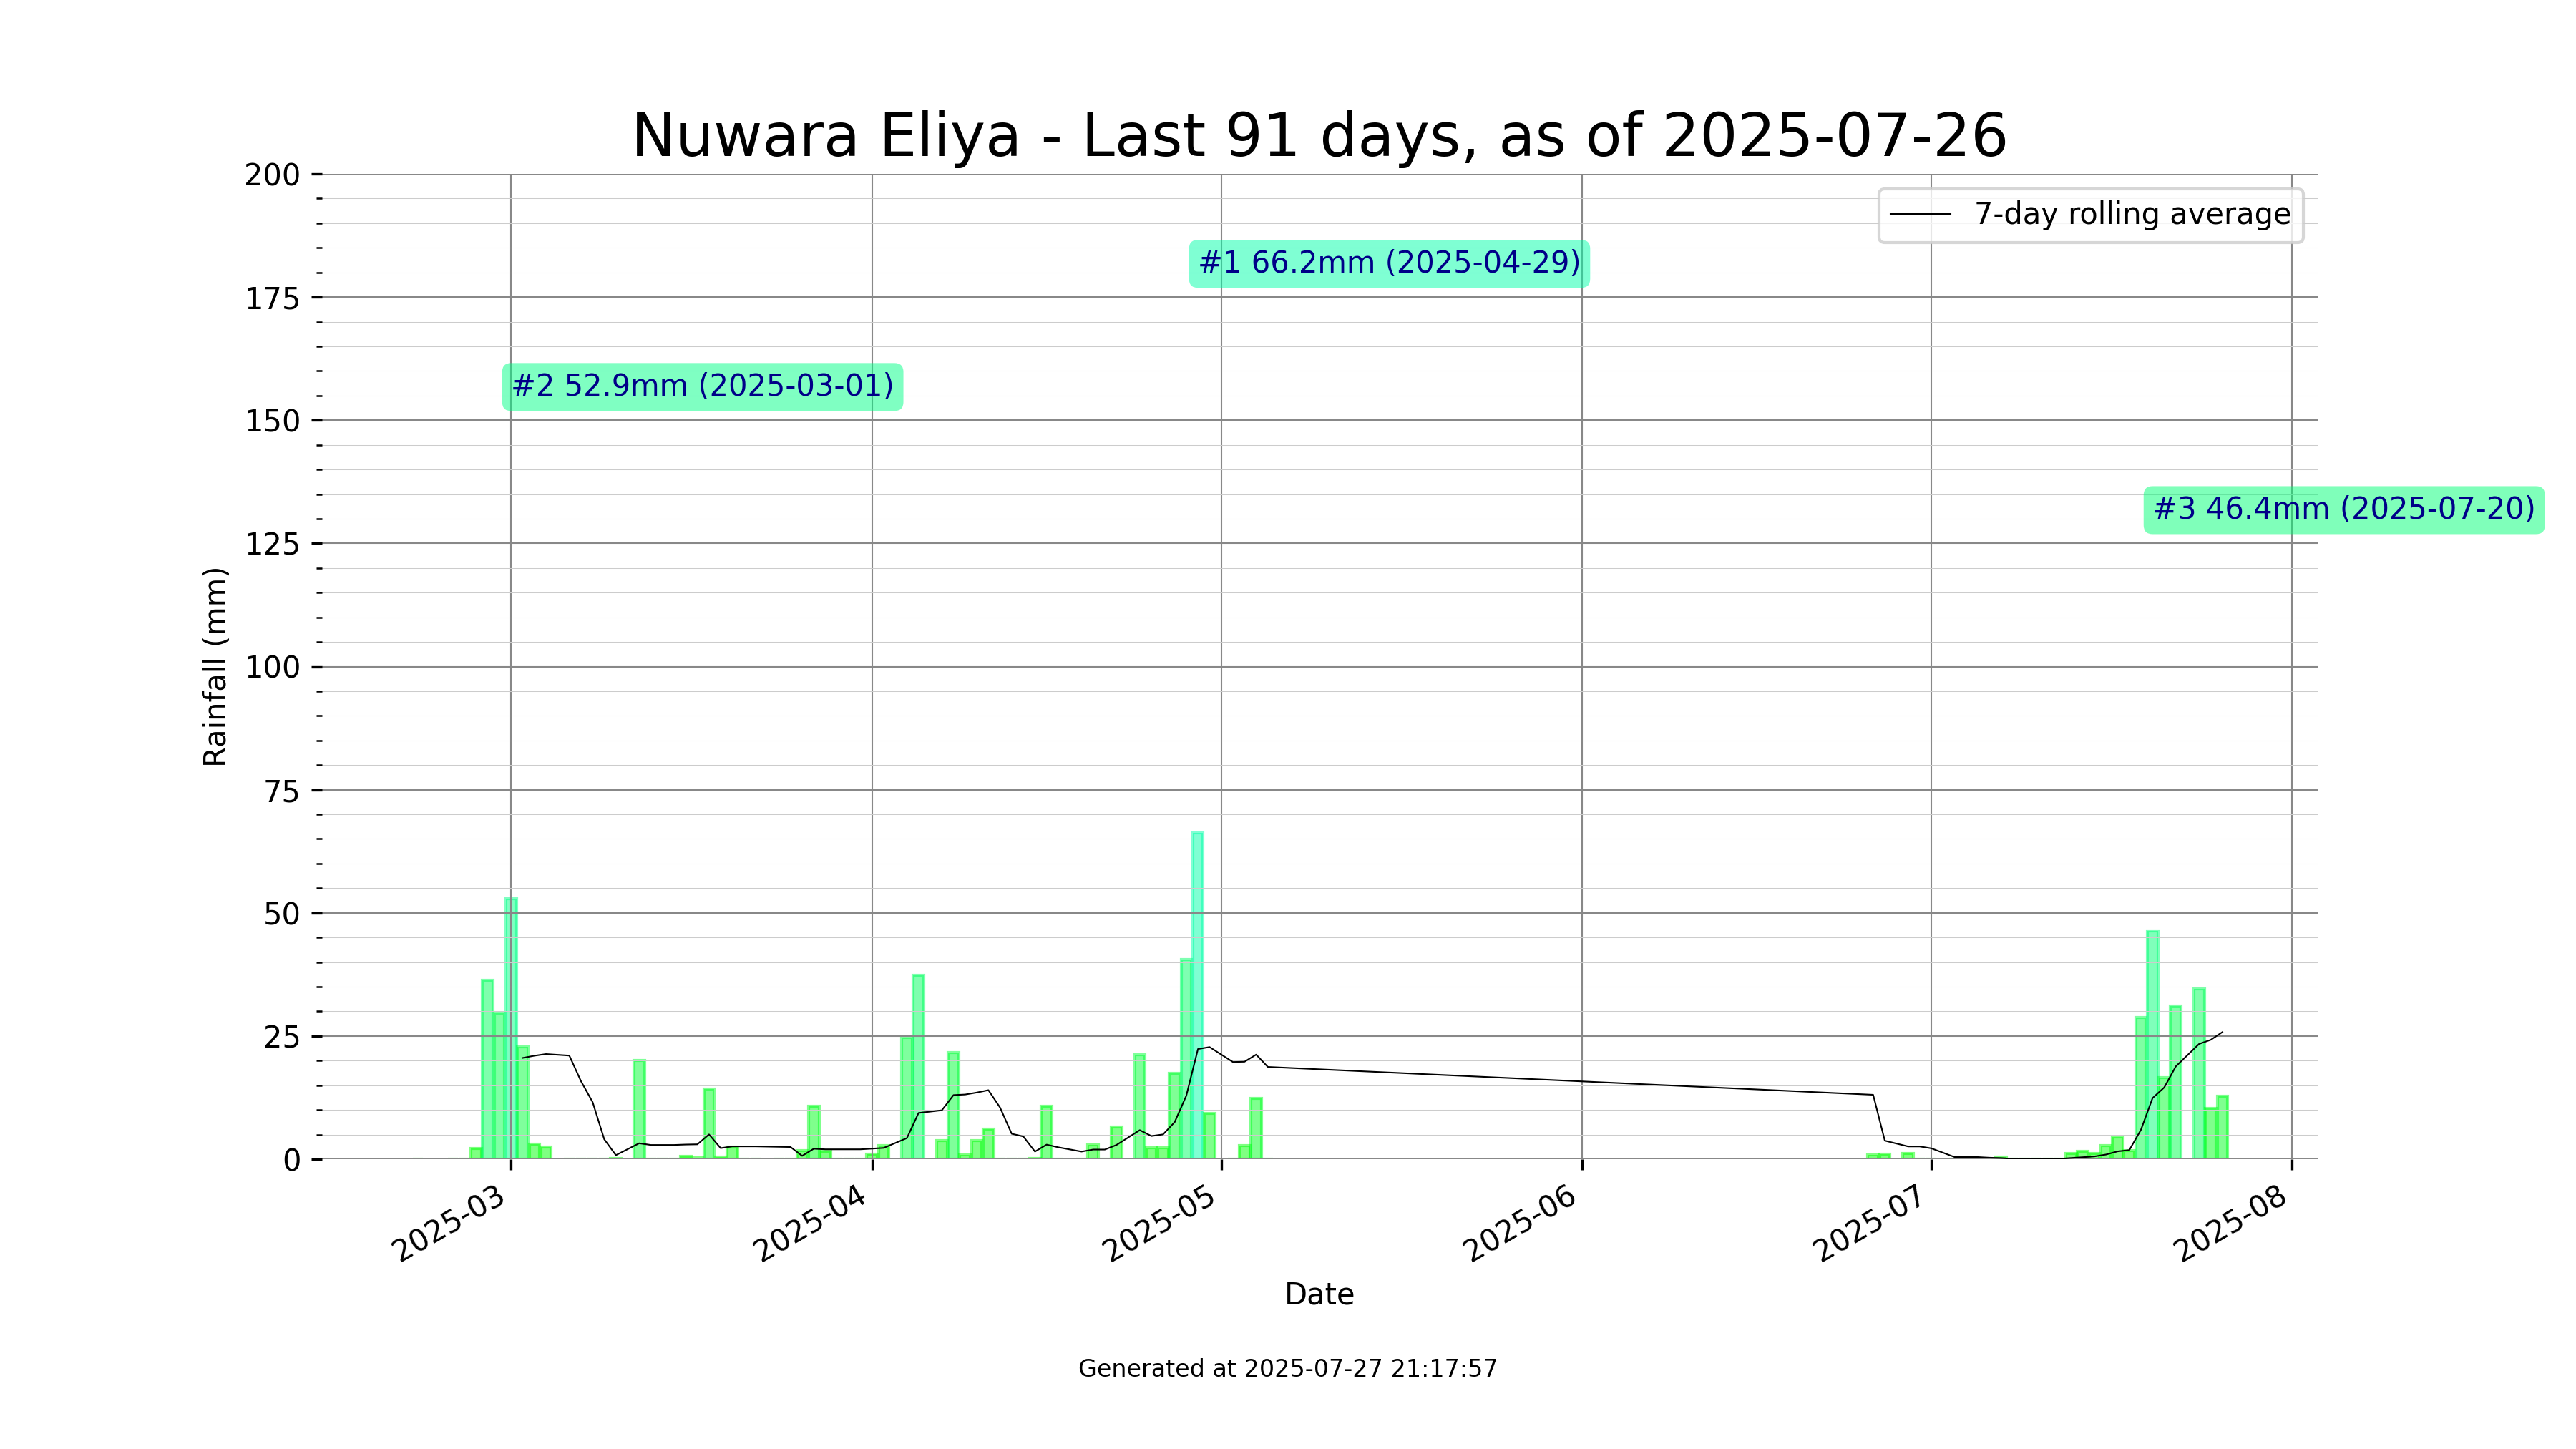 Nuwara Eliya - Last 91 days, as of 2025-07-26
200
175
150
125
100
75
50
25
0
Rainfall (mm)
7-day rolling average
#1 66.2mm (2025-04-29)
#2 52.9mm (2025-03-01)
#3 46.4mm (2025-07-20)
2025-03
2025-04
2025-05
2025-06
2025-07
2025-08
Date
Generated at 2025-07-27 21:17:57